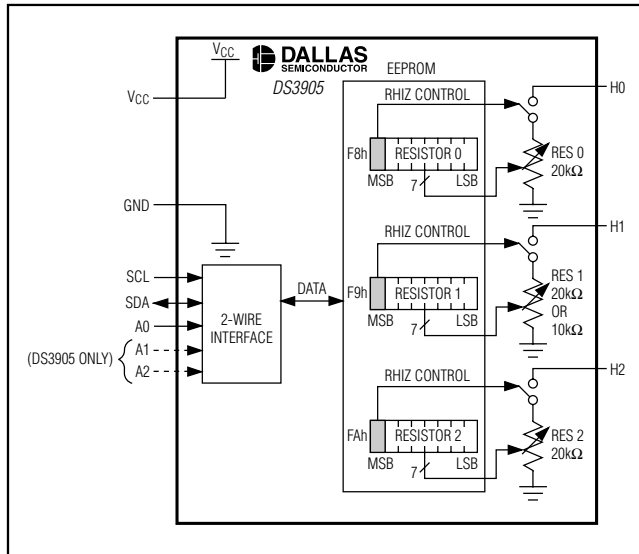 VCC
DALLAS
SEMICONDUCTOR
DS3905
EEPROM
VCC
GND
SCL
SDA
A0
A1
A2
(DS3905 ONLY)
2-WIRE
INTERFACE
DATA
RHIZ CONTROL
F8h
RESISTOR 0
MSB
7
LSB
H0
RES 0
20kΩ
RHIZ CONTROL
F9h
RESISTOR 1
MSB
7
LSB
H1
RES 1
20kΩ
OR
10kΩ
RHIZ CONTROL
FAh
RESISTOR 2
MSB
7
LSB
H2
RES 2
20kΩ